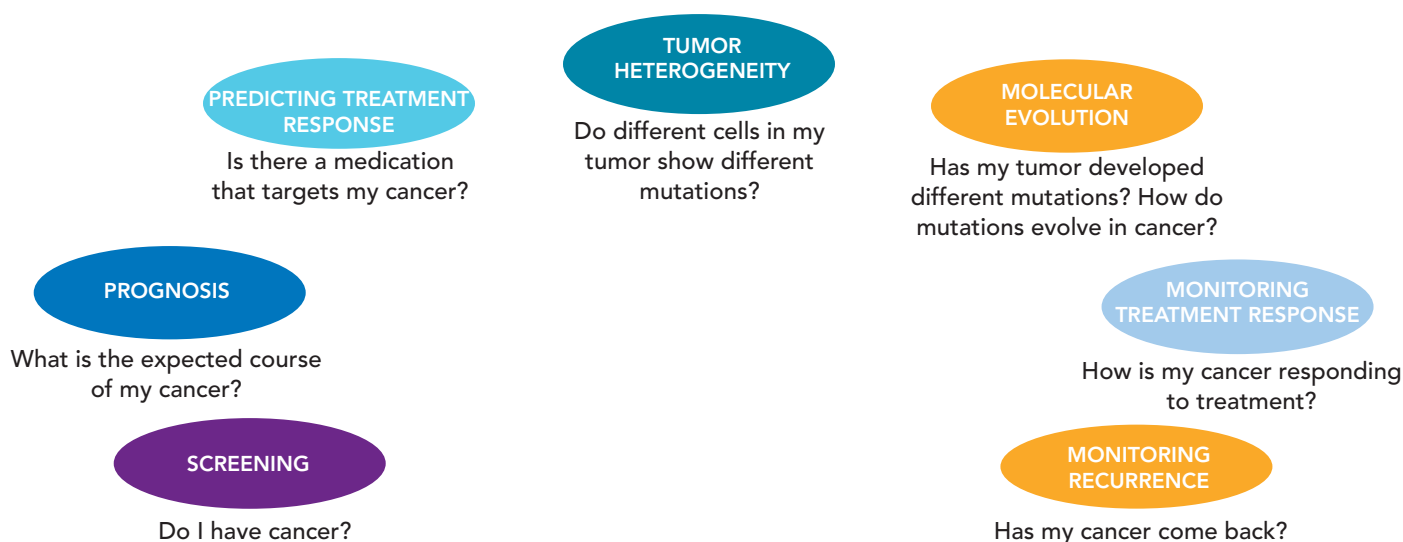 TUMOR
HETEROGENEITY
Do different cells in my
tumor show different
mutations?
PREDICTING TREATMENT
RESPONSE
Is there a medication
that targets my cancer?
MOLECULAR
EVOLUTION
Has my tumor developed
different mutations? How do
mutations evolve in cancer?
PROGNOSIS
What is the expected course
of my cancer?
MONITORING
TREATMENT RESPONSE
How is my cancer responding
to treatment?
SCREENING
Do I have cancer?
MONITORING
RECURRENCE
Has my cancer come back?